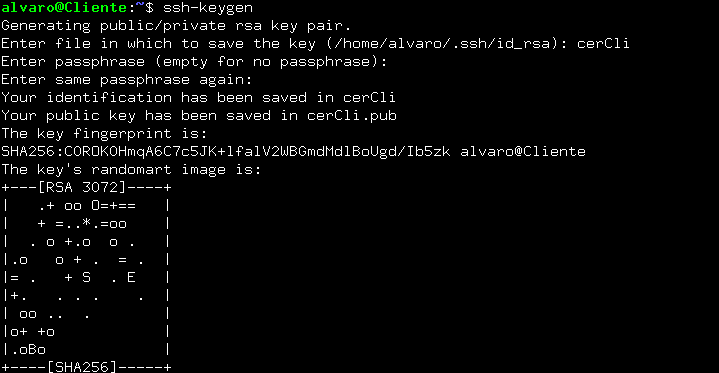 alvaro@Cliente:~$ ssh-keygen
Generating public/private rsa key pair.
Enter file in which to save the key (/home/alvaro/.ssh/id_rsa): cerCli
Enter passphrase (empty for no passphrase):
Enter same passphrase again:
Your identification has been saved in cerCli
Your public key has been saved in cerCli.pub
The key fingerprint is:
SHA256:COROKOHmqA6C7c5JK+lfalV2WBGmdMdlBoUgd/Ib5zk alvaro@Cliente
The key's randomart image is:
+---[RSA 3072]----+
|   .+ oo O=+==   |
|   + =..*.=oo    |
|  . o +.o  o .   |
|.o   o + .  = .  |
|= .   + S  . E   |
|+.   . . .    .  |
| oo ..  .        |
|o+ +o            |
|.oBo             |
+----[SHA256]-----+